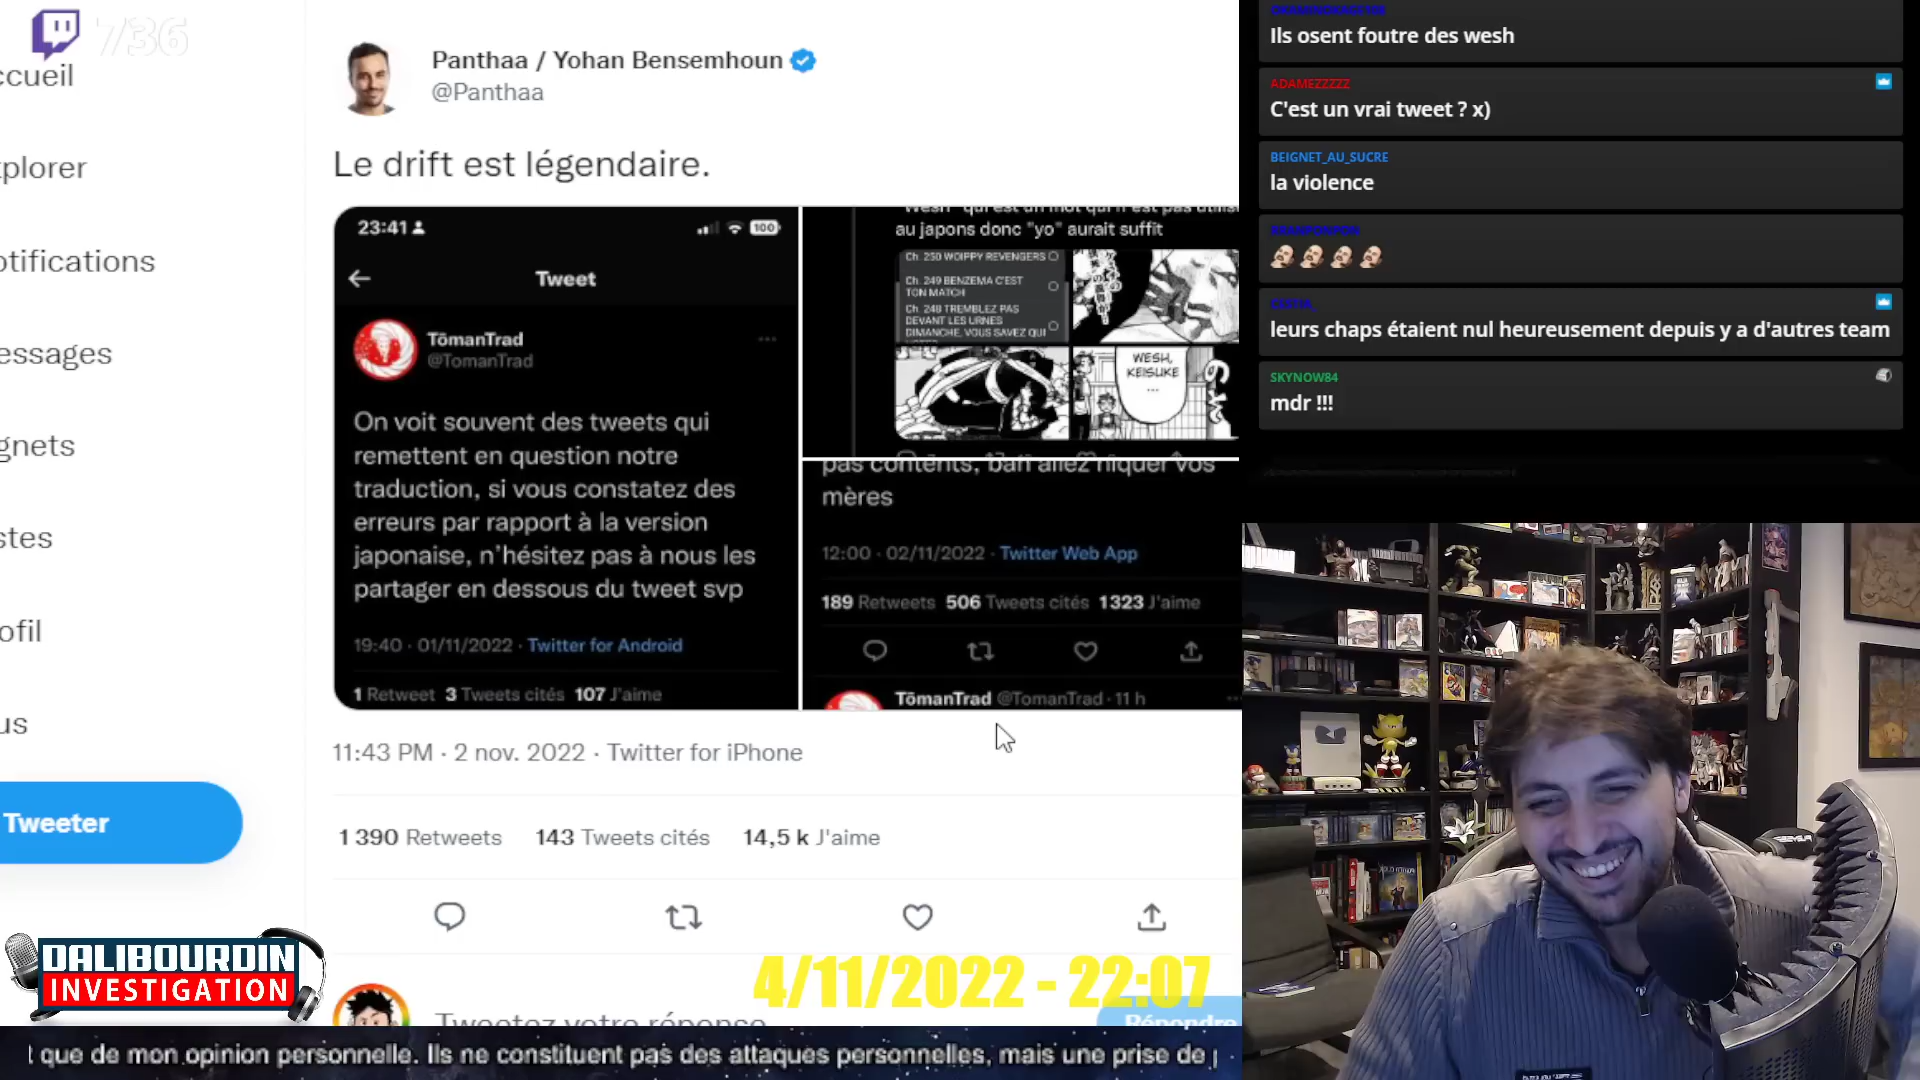 736
ccueil
xplorer
otifications
essages
gnets
stes
ofil
us
Tweeter
Panthaa / Yohan Bensemhoun
@Panthaa
Le drift est légendaire.
23:41
100
Tweet
TōmanTrad
@TomanTrad
On voit souvent des tweets qui
remettent en question notre
traduction, si vous constatez des
erreurs par rapport à la version
japonaise, n'hésitez pas à nous les
partager en dessous du tweet svp
19:40 · 01/11/2022 · Twitter for Android
1 Retweet 3 Tweets cités 107 J'aime
"Wesh" qui est un mot qui n'est pas utilis
au japons donc "yo" aurait suffit
Ch. 250 WOIPPY REVENGERS
Ch. 249 BENZEMA C'EST
TON MATCH
Ch. 248 TREMBLEZ PAS
DEVANT LES URNES
DIMANCHE, VOUS SAVEZ QUI
WESH,
KEISUKE
...
pas contents, bah allez niquer vos
mères
12:00 · 02/11/2022 · Twitter Web App
189 Retweets 506 Tweets cités 1323 J'aime
TōmanTrad @TomanTrad · 11 h
11:43 PM · 2 nov. 2022 · Twitter for iPhone
1 390 Retweets 143 Tweets cités 14,5 k J'aime
Tweetez votre réponse
Répondre
DALIBOURDIN
INVESTIGATION
4/11/2022 - 22:07
t que de mon opinion personnelle. Ils ne constituent pas des attaques personnelles, mais une prise de
Ils osent foutre des wesh
ADAMEZZZZZ
C'est un vrai tweet ? x)
BEIGNET_AU_SUCRE
la violence
leurs chaps étaient nul heureusement depuis y a d'autres team
SKYNOW84
mdr !!!